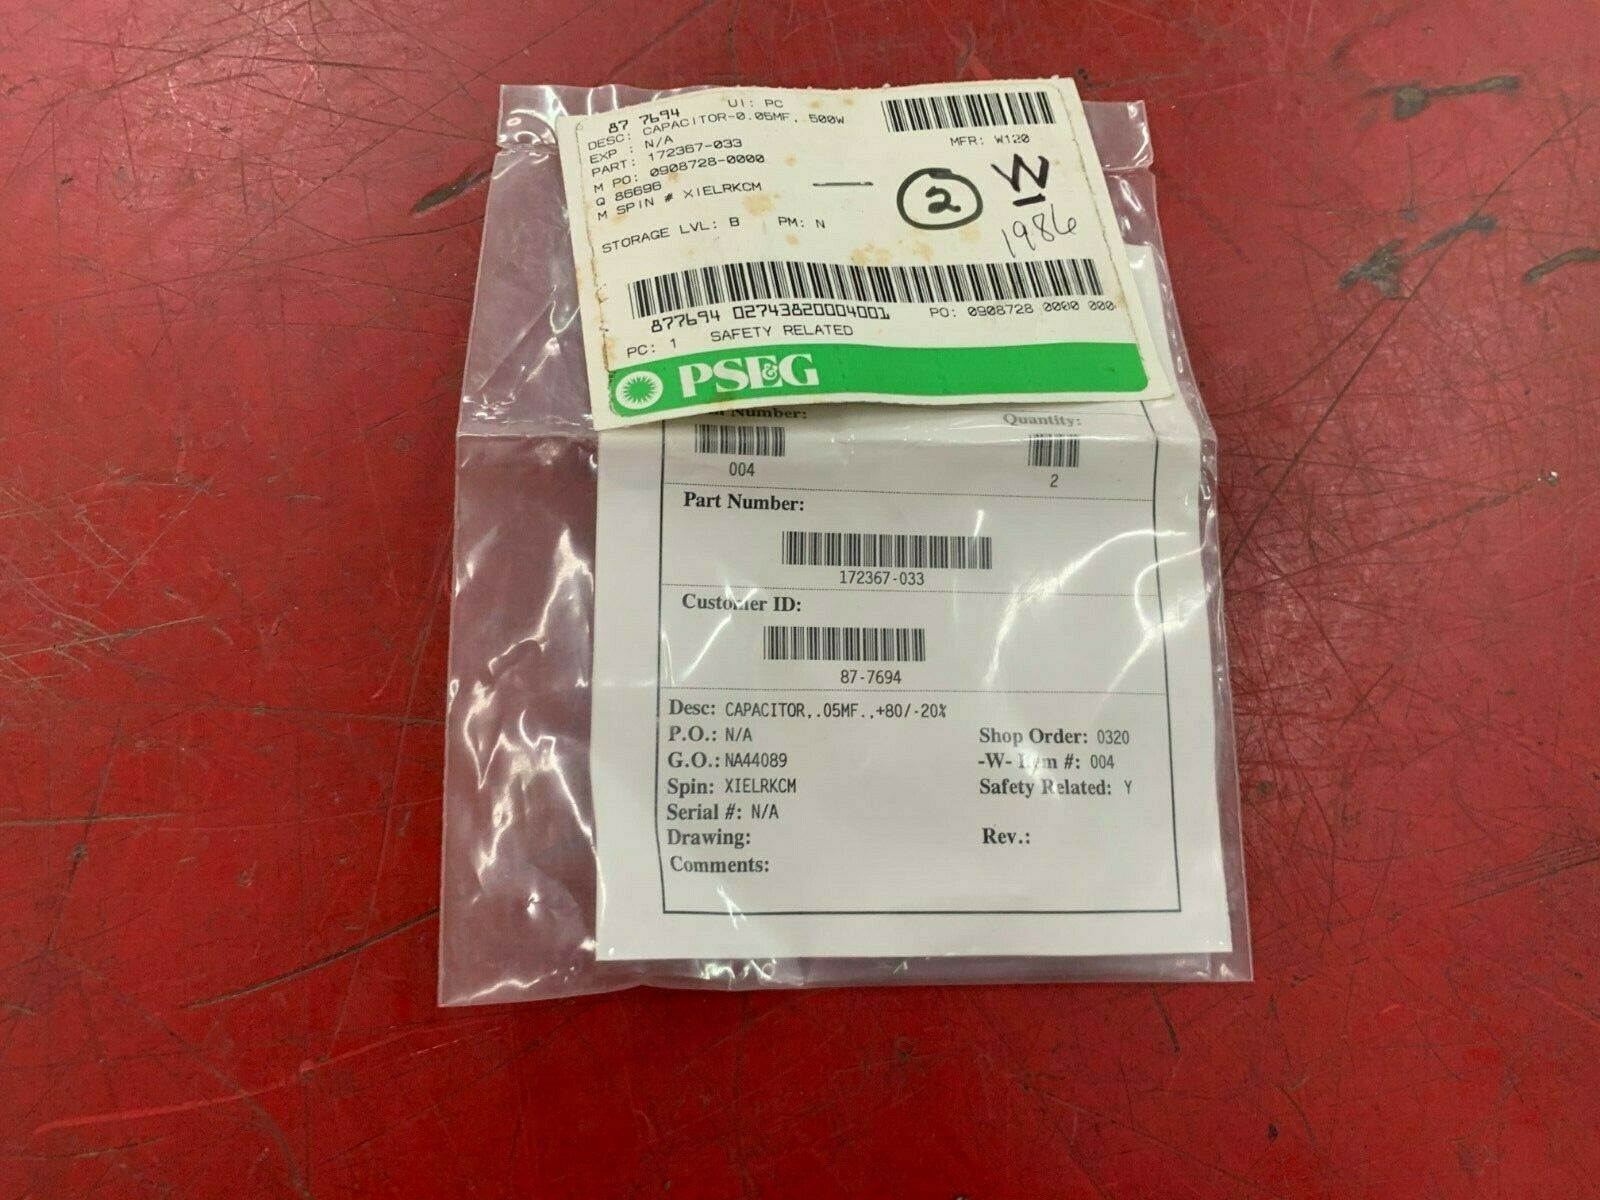 87 7694 UI: PC
DESC: CAPACITOR-0.05MF, 500W
EXP : N/A
PART: 172367-033
M PO: 0908728-0000
Q 86696
M SPIN # XIELRKCM
MFR: W120
2
W
1986
STORAGE LVL: B PM: N
877694 02743820004001
PO: 0908728 0000 000
PC: 1 SAFETY RELATED
PSE&G
Number:
Quantity:
004
2
Part Number:
172367-033
Customer ID:
87-7694
Desc: CAPACITOR,.05MF.,+80/-20%
P.O.: N/A
Shop Order: 0320
G.O.: NA44089
-W- Item #: 004
Spin: XIELRKCM
Safety Related: Y
Serial #: N/A
Drawing:
Rev.:
Comments: